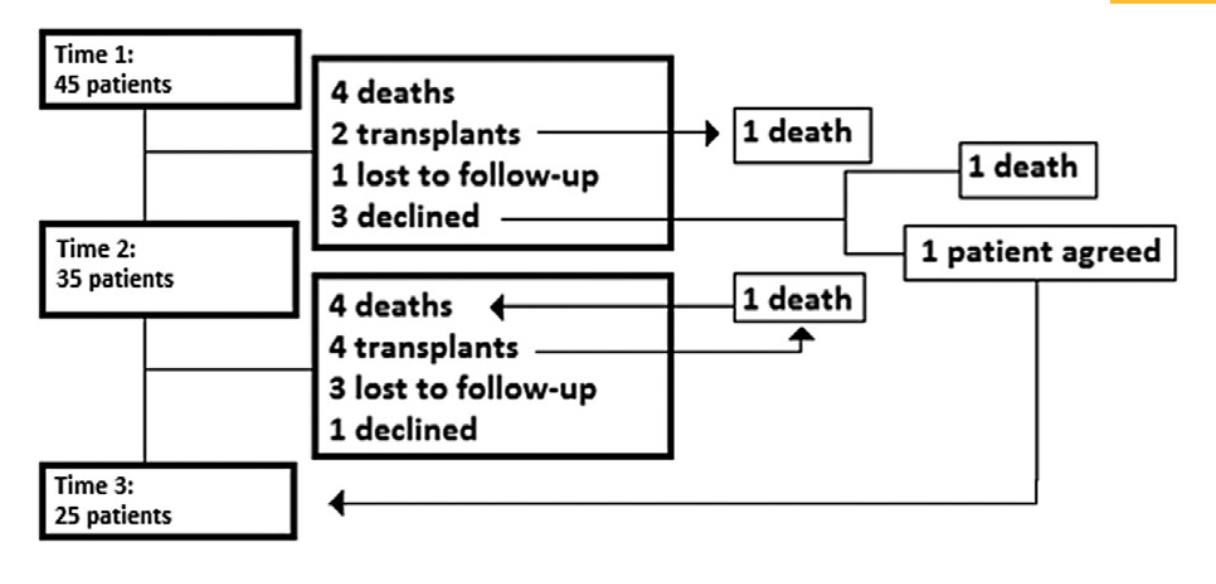 Time 1:
45 patients
4 deaths
2 transplants
1 lost to follow-up
3 declined
1 death
1 death
1 patient agreed
Time 2:
35 patients
4 deaths
4 transplants
3 lost to follow-up
1 declined
1 death
Time 3:
25 patients